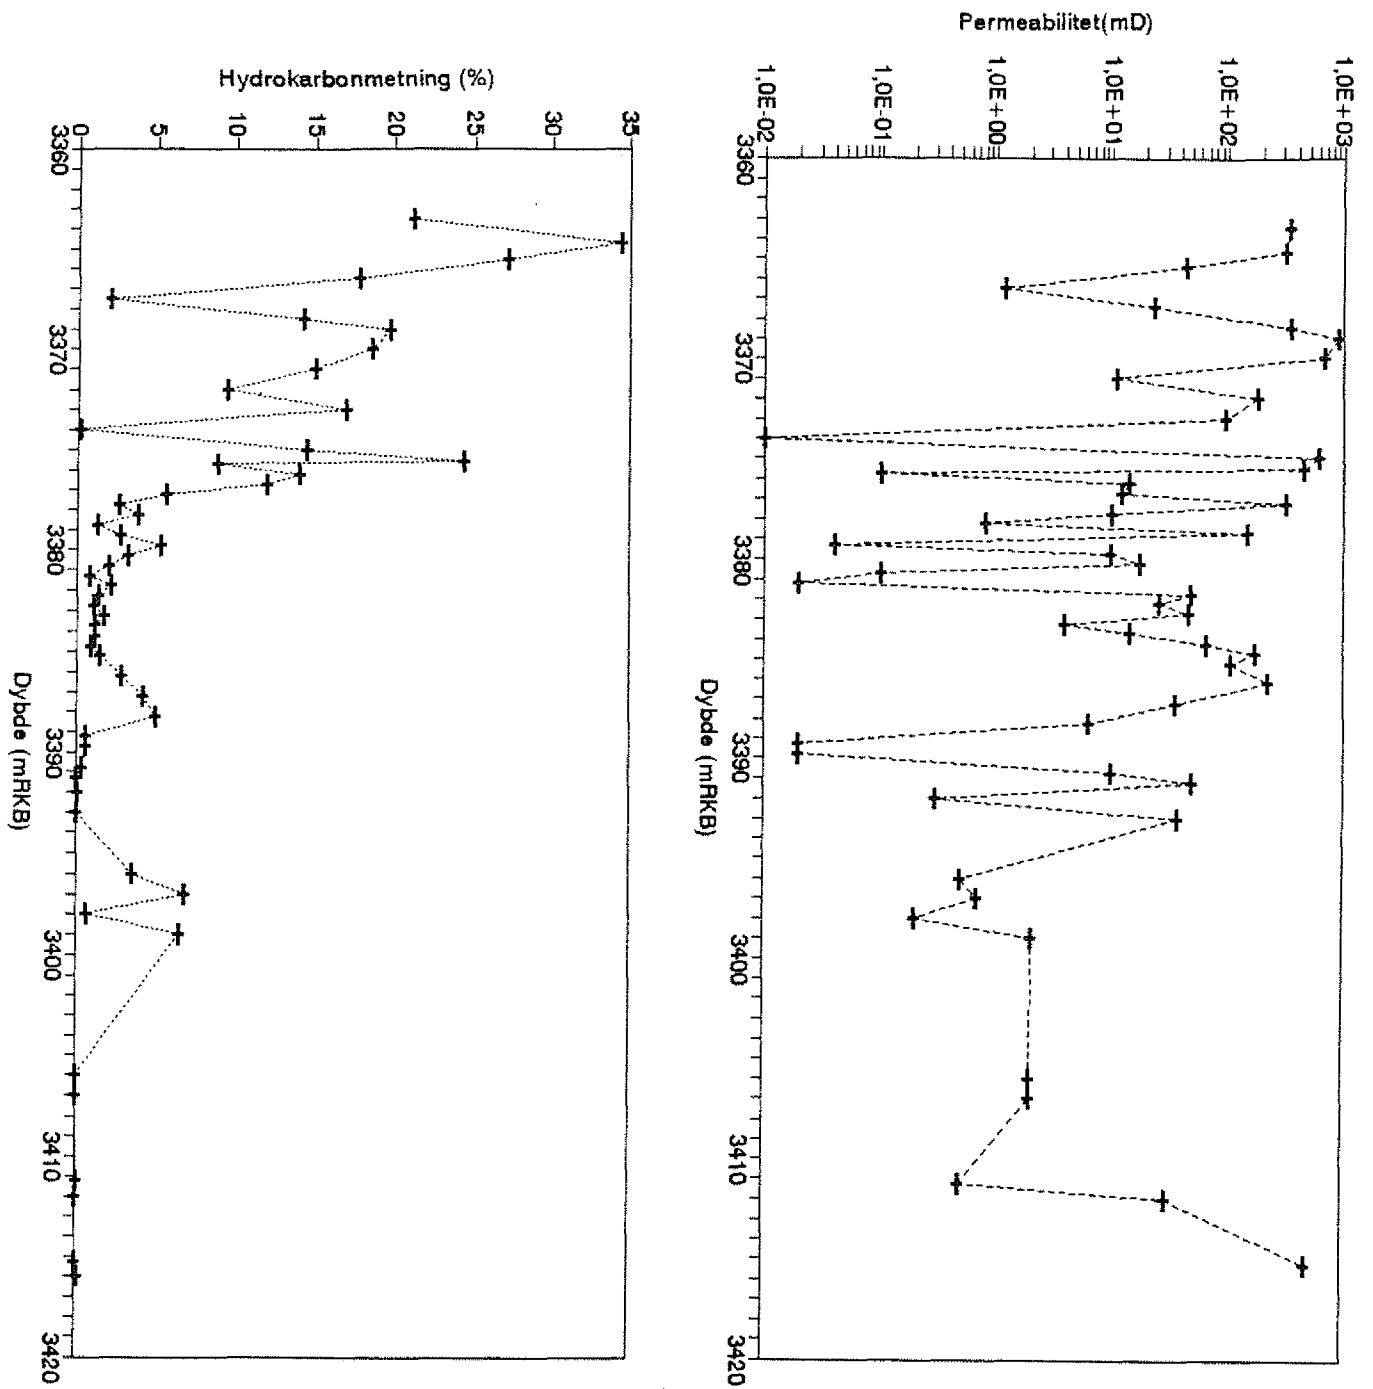 Permeabilitet(mD)
1,0E-02
1,0E-01
1,0E+00
1,0E+01
1,0E+02
1,0E+03
3360
3370
3380
3390
3400
3410
3420
Dybde (mRKB)
Hydrokarbonmetning (%)
0
5
10
15
20
25
30
35
3360
3370
3380
3390
3400
3410
3420
Dybde (mRKB)